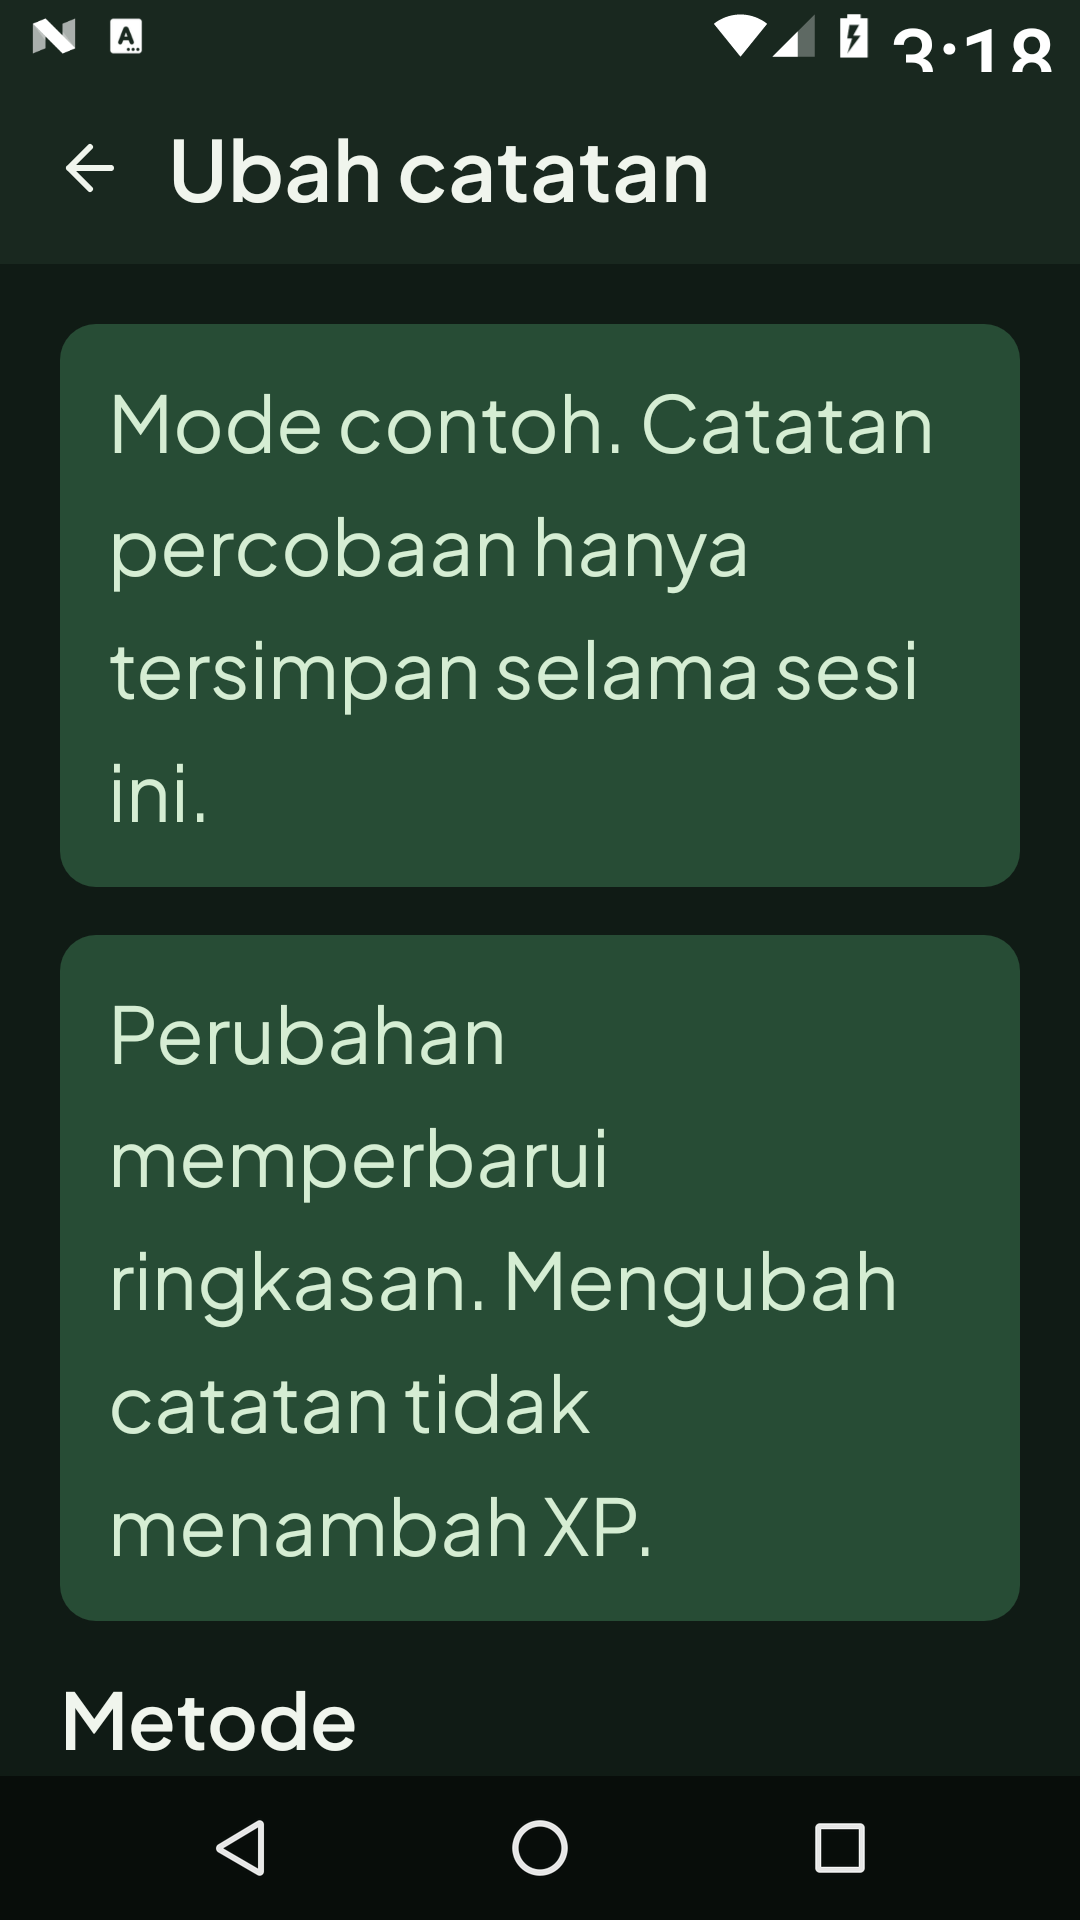 3:18
Ubah catatan
Mode contoh. Catatan
percobaan hanya
tersimpan selama sesi
ini.
Perubahan
memperbarui
ringkasan. Mengubah
catatan tidak
menambah XP.
Metode